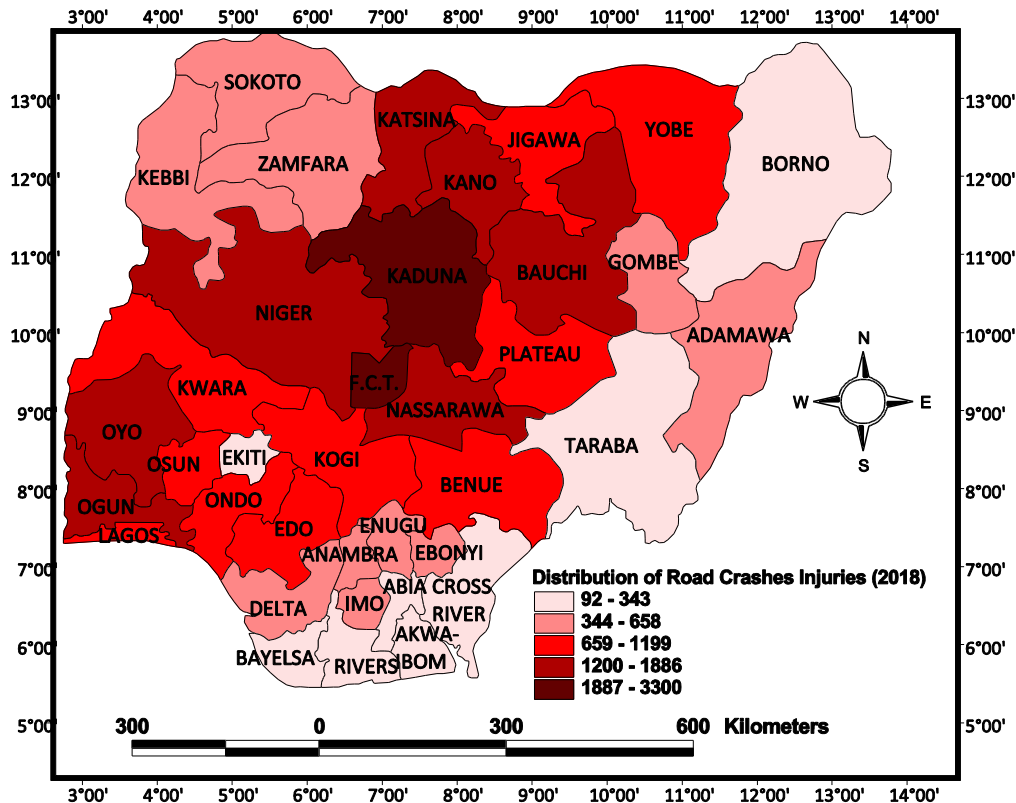 3°00' 4°00' 5°00' 6°00' 7°00' 8°00' 9°00' 10°00' 11°00' 12°00' 13°00' 14°00'
SOKOTO
13°00' 13°00'
KATSINA
YOBE
JIGAWA
ZAMFARA BORNO
KEBBI KANO
12°00' 12°00'
11°00' GOMBE 11°00'
KADUNA BAUCHI
NIGER
10°00' ADAMAWA 10°00'
PLATEAU
N
F.C.T.
KWARA
W E
9°00' NASSARAWA 9°00'
OYO TARABA
S
OSUN EKITI KOGI
8°00' BENUE 8°00'
ONDO
OGUN
LAGOS EDO ENUGU
ANAMBRA EBONYI
7°00' 7°00'
Distribution of Road Crashes Injuries (2018)
ABIA CROSS
RIVER
92 - 343
DELTA IMO
344 - 658
AKWA-
IBOM
6°00' 659 - 1199 6°00'
BAYELSA RIVERS
1200 - 1886
1887 - 3300
5°00' 5°00'
300 0 300 600 Kilometers
3°00' 4°00' 5°00' 6°00' 7°00' 8°00' 9°00' 10°00' 11°00' 12°00' 13°00' 14°00'